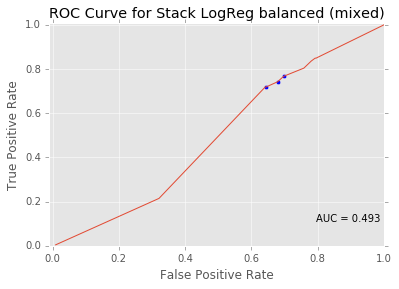 ROC Curve for Stack LogReg balanced (mixed)
1.0
0.8
0.6
0.4
0.2
0.0
True Positive Rate
AUC = 0.493
0.0 0.2 0.4 0.6 0.8 1.0
False Positive Rate